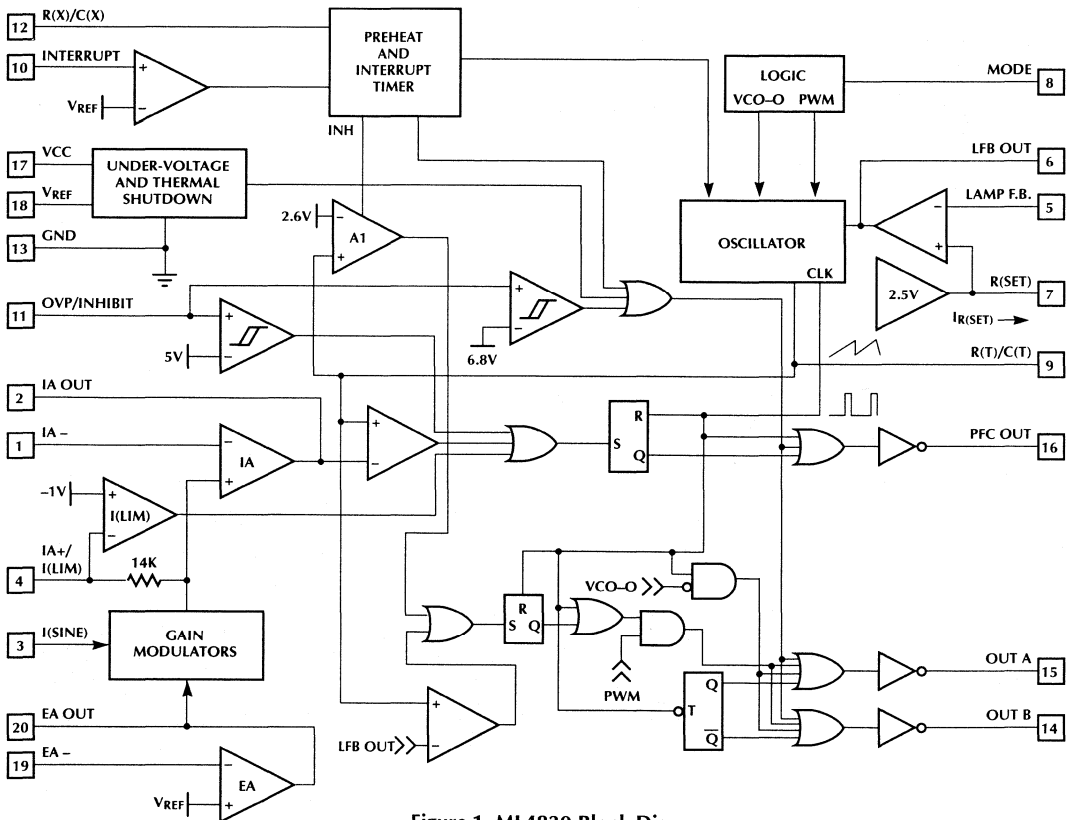 12 R(X)/C(X)
10 INTERRUPT
VREF
PREHEAT
AND
INTERRUPT
TIMER
INH
LOGIC
VCO–O PWM
MODE 8
17 VCC
18 VREF
13 GND
UNDER-VOLTAGE
AND THERMAL
SHUTDOWN
2.6V
A1
+
−
OSCILLATOR
CLK
LFB OUT 6
LAMP F.B. 5
2.5V
R(SET) 7
IR(SET)
R(T)/C(T) 9
11 OVP/INHIBIT
5V
6.8V
2 IA OUT
1 IA −
IA
−1V
I(LIM)
IA+/
I(LIM)
4
14K
3 I(SINE)
GAIN
MODULATORS
20 EA OUT
19 EA −
EA
VREF
S R Q
PFC OUT 16
VCO–O
R
S Q
PWM
LFB OUT
T Q
Q
OUT A 15
OUT B 14